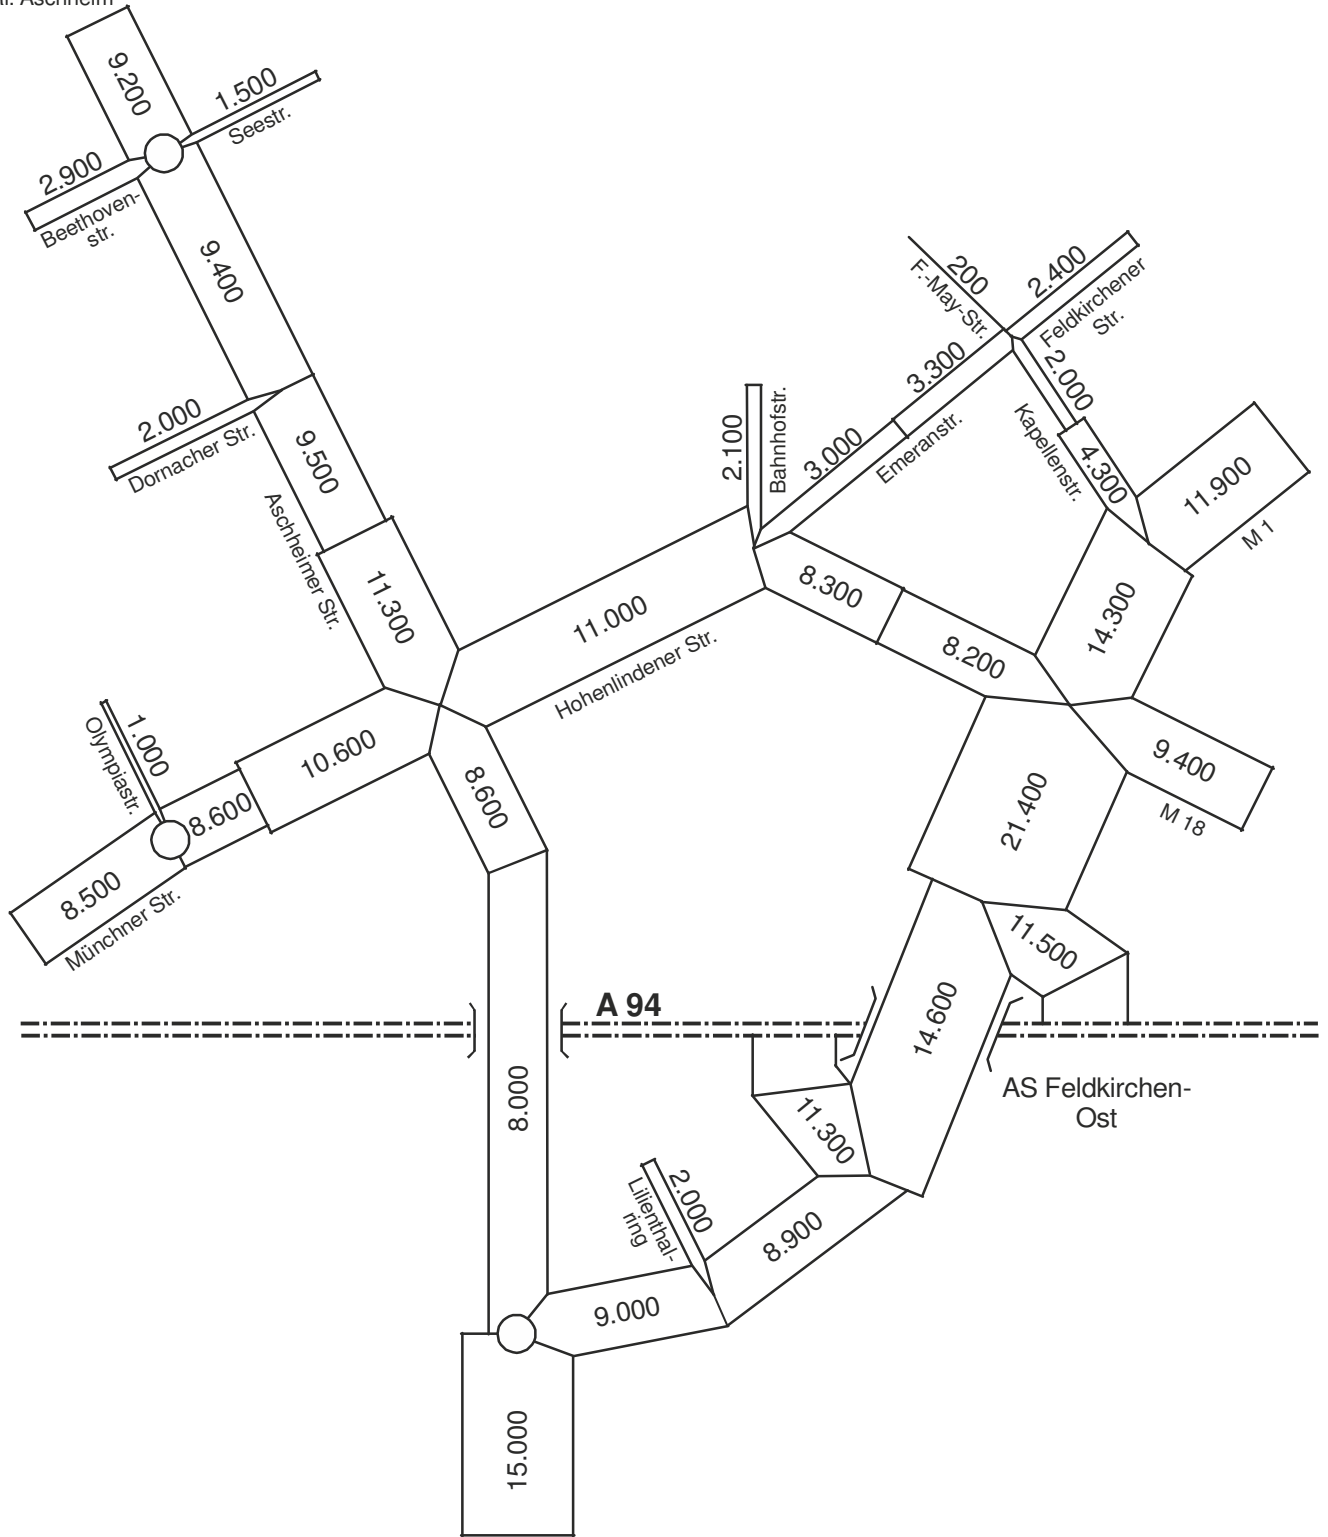 al. Aschheim
9.200
1.500
Seestr.
2.900
Beethoven-
str.
9.400
200
F.-May-Str.
2.400
Feldkirchener
Str.
2.000
Dornacher Str.
9.500
3.300
2.000
2.100
Bahnhofstr.
3.000
Emeranstr.
Kapellenstr.
4.300
11.900
M 1
Aschheimer Str.
11.300
11.000
Hohenlindener Str.
8.300
8.200
14.300
9.400
M 18
1.000
Olympiastr.
10.600
8.600
8.600
8.500
Münchner Str.
21.400
11.500
A 94
14.600
AS Feldkirchen-
Ost
8.000
11.300
2.000
Lilienthal-
ring
8.900
9.000
15.000